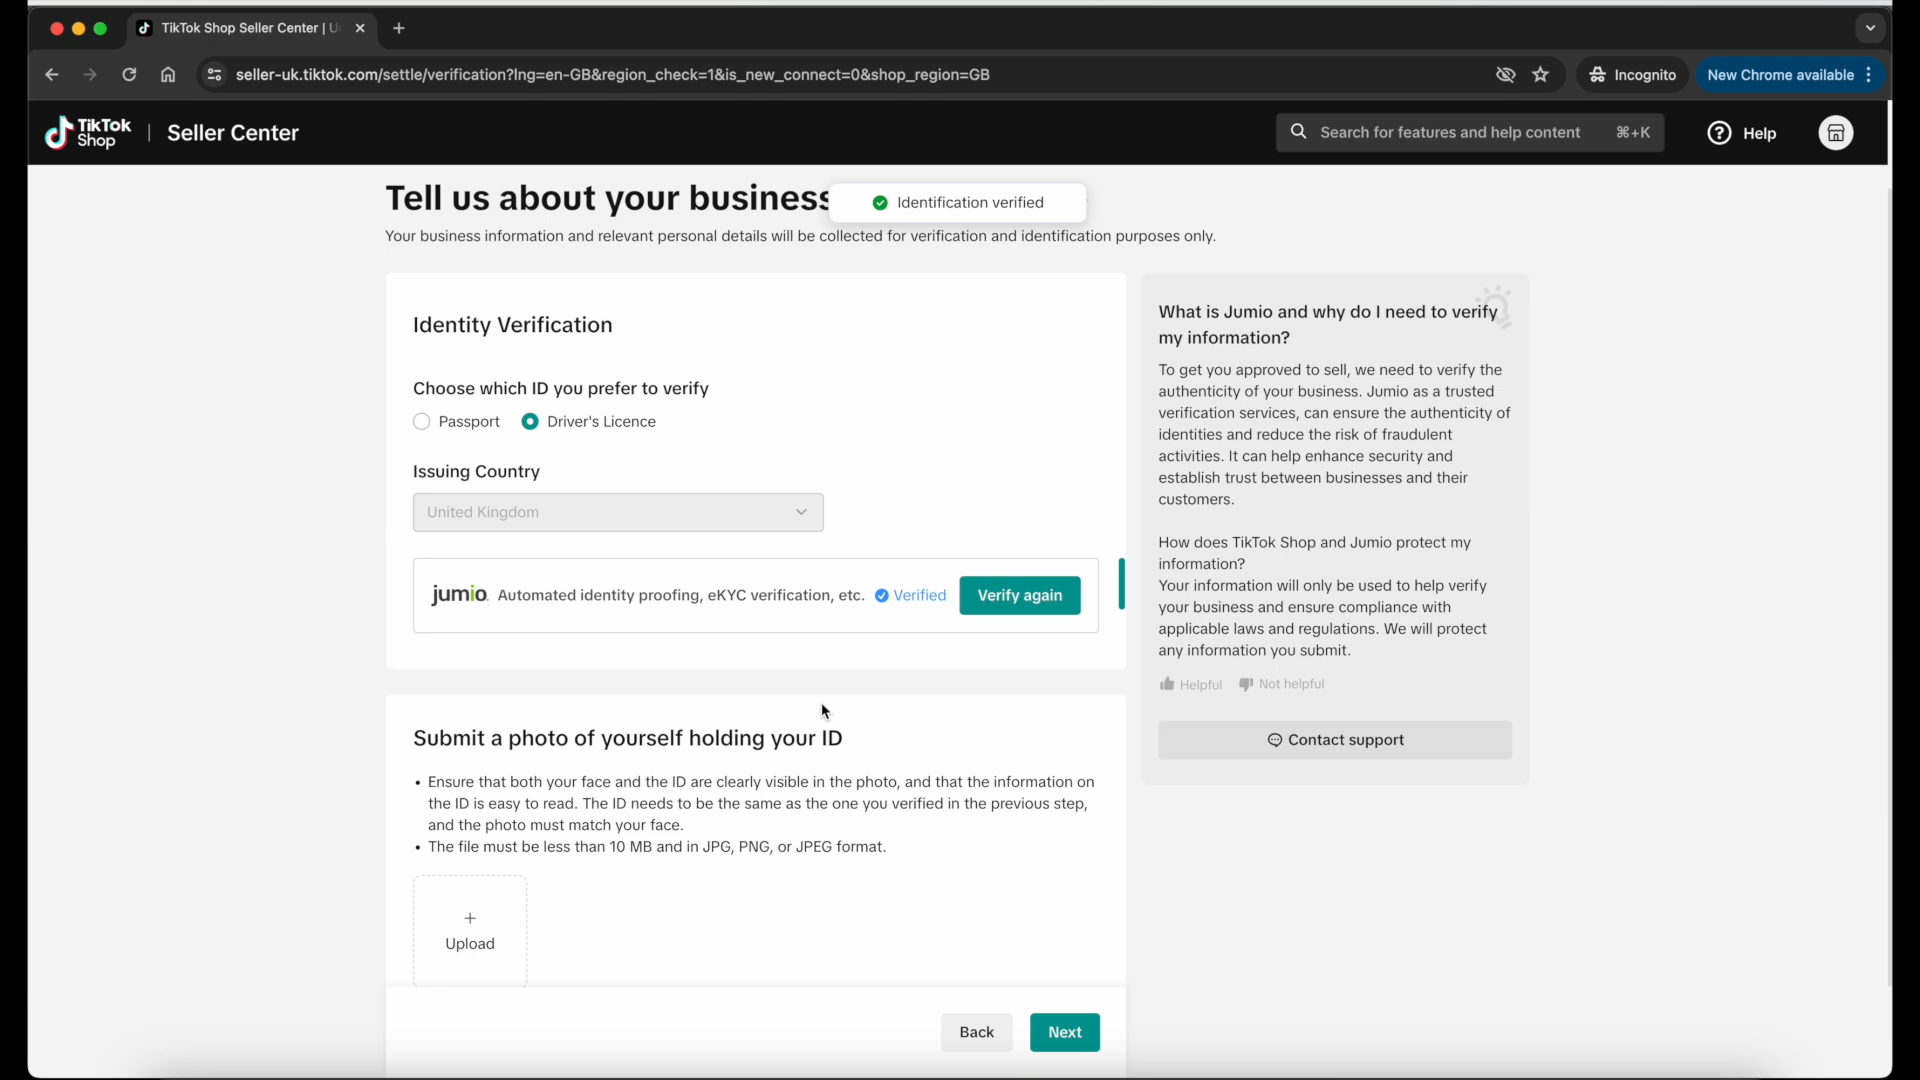 TikTok Shop Seller Center | U
seller-uk.tiktok.com/settle/verification?lng=en-GB&region_check=1&is_new_connect=0&shop_region=GB
Incognito
New Chrome available
TikTok
Shop
Seller Center
Search for features and help content
⌘+K
Help
Tell us about your business
Identification verified
Your business information and relevant personal details will be collected for verification and identification purposes only.
Identity Verification
Choose which ID you prefer to verify
Passport
Driver's Licence
Issuing Country
United Kingdom
jumio. Automated identity proofing, eKYC verification, etc. Verified
Verify again
Submit a photo of yourself holding your ID
• Ensure that both your face and the ID are clearly visible in the photo, and that the information on
the ID is easy to read. The ID needs to be the same as the one you verified in the previous step,
and the photo must match your face.
• The file must be less than 10 MB and in JPG, PNG, or JPEG format.
+
Upload
Back
Next
What is Jumio and why do I need to verify
my information?
To get you approved to sell, we need to verify the
authenticity of your business. Jumio as a trusted
verification services, can ensure the authenticity of
identities and reduce the risk of fraudulent
activities. It can help enhance security and
establish trust between businesses and their
customers.
How does TikTok Shop and Jumio protect my
information?
Your information will only be used to help verify
your business and ensure compliance with
applicable laws and regulations. We will protect
any information you submit.
Helpful
Not helpful
Contact support